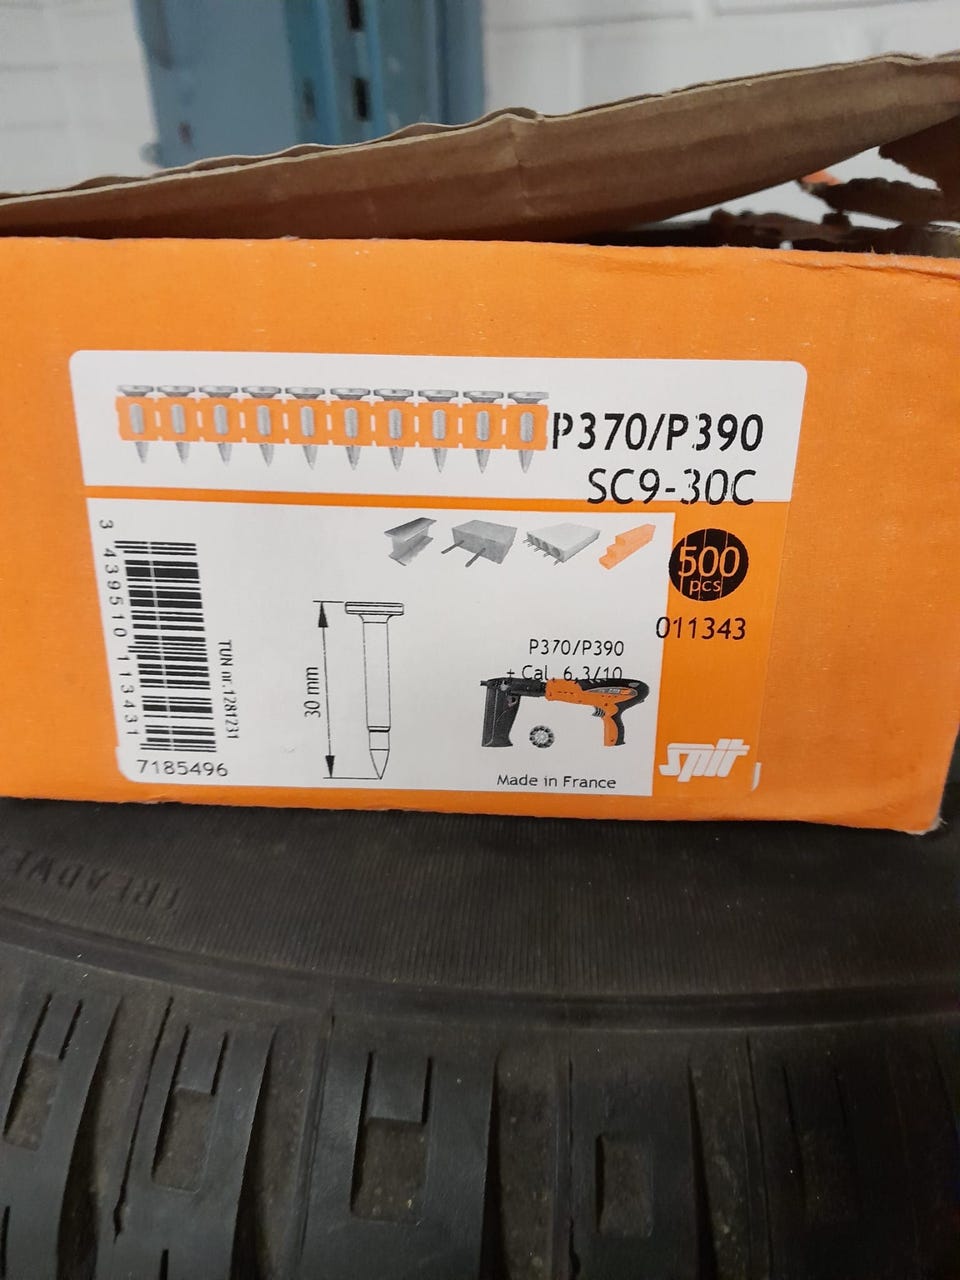 P370/P390
SC9-30C
500
pcs
011343
3 439510 113431
TUN nr.1281231
7185496
30 mm
P370/P390
+ Cal. 6,3/10
Made in France
spit
TREADWE